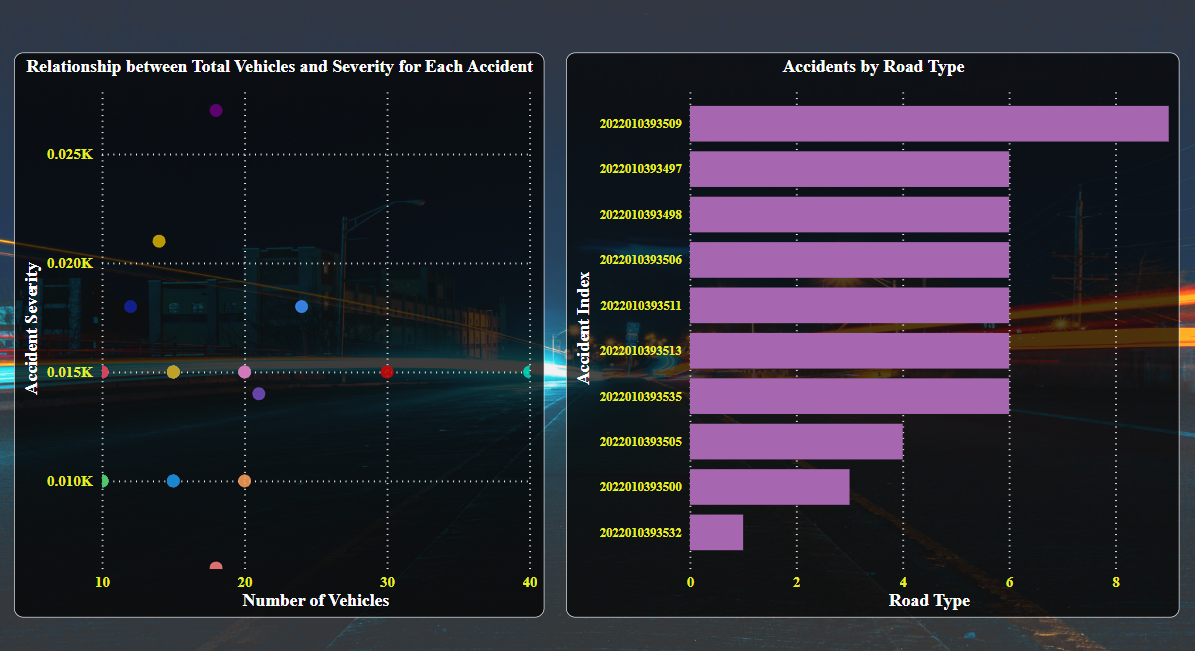 Relationship between Total Vehicles and Severity for Each Accident
Accident Severity
0.025K
0.020K
0.015K
0.010K
10 20 30 40
Number of Vehicles
Accidents by Road Type
Accident Index
2022010393509
2022010393497
2022010393498
2022010393506
2022010393511
2022010393513
2022010393535
2022010393505
2022010393500
2022010393532
0 2 4 6 8
Road Type